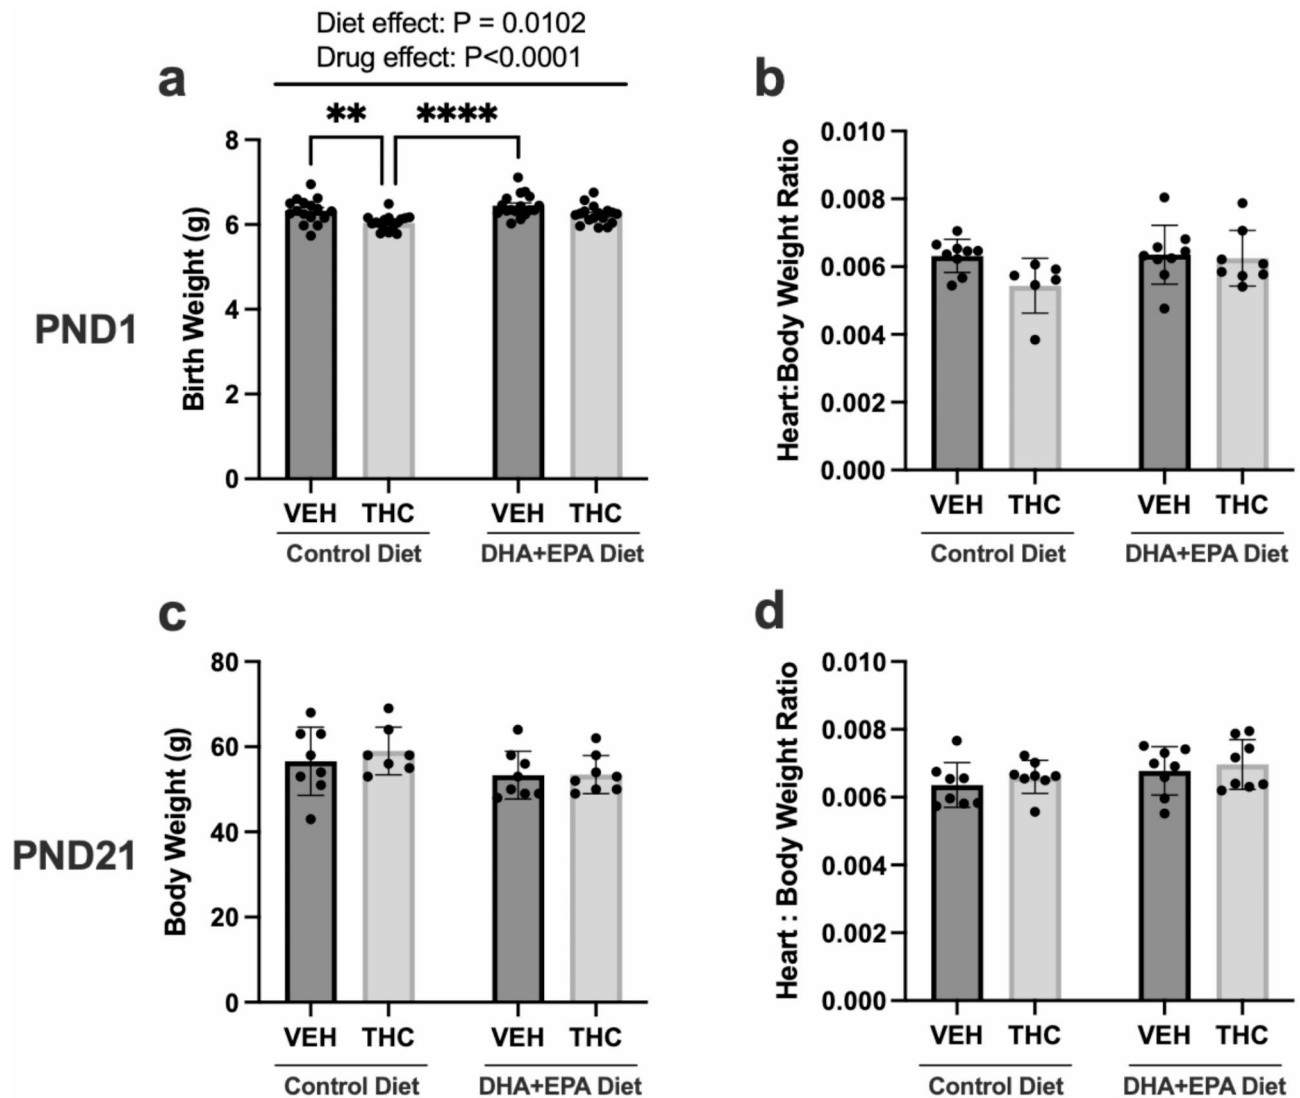 Diet effect: P = 0.0102
Drug effect: P<0.0001
a
** ****
8
6
4
2
0
Birth Weight (g)
VEH THC VEH THC
Control Diet DHA+EPA Diet
b
0.010
0.008
0.006
0.004
0.002
0.000
Heart:Body Weight Ratio
VEH THC VEH THC
Control Diet DHA+EPA Diet
PND1
c
80
60
40
20
0
Body Weight (g)
VEH THC VEH THC
Control Diet DHA+EPA Diet
d
0.010
0.008
0.006
0.004
0.002
0.000
Heart : Body Weight Ratio
VEH THC VEH THC
Control Diet DHA+EPA Diet
PND21